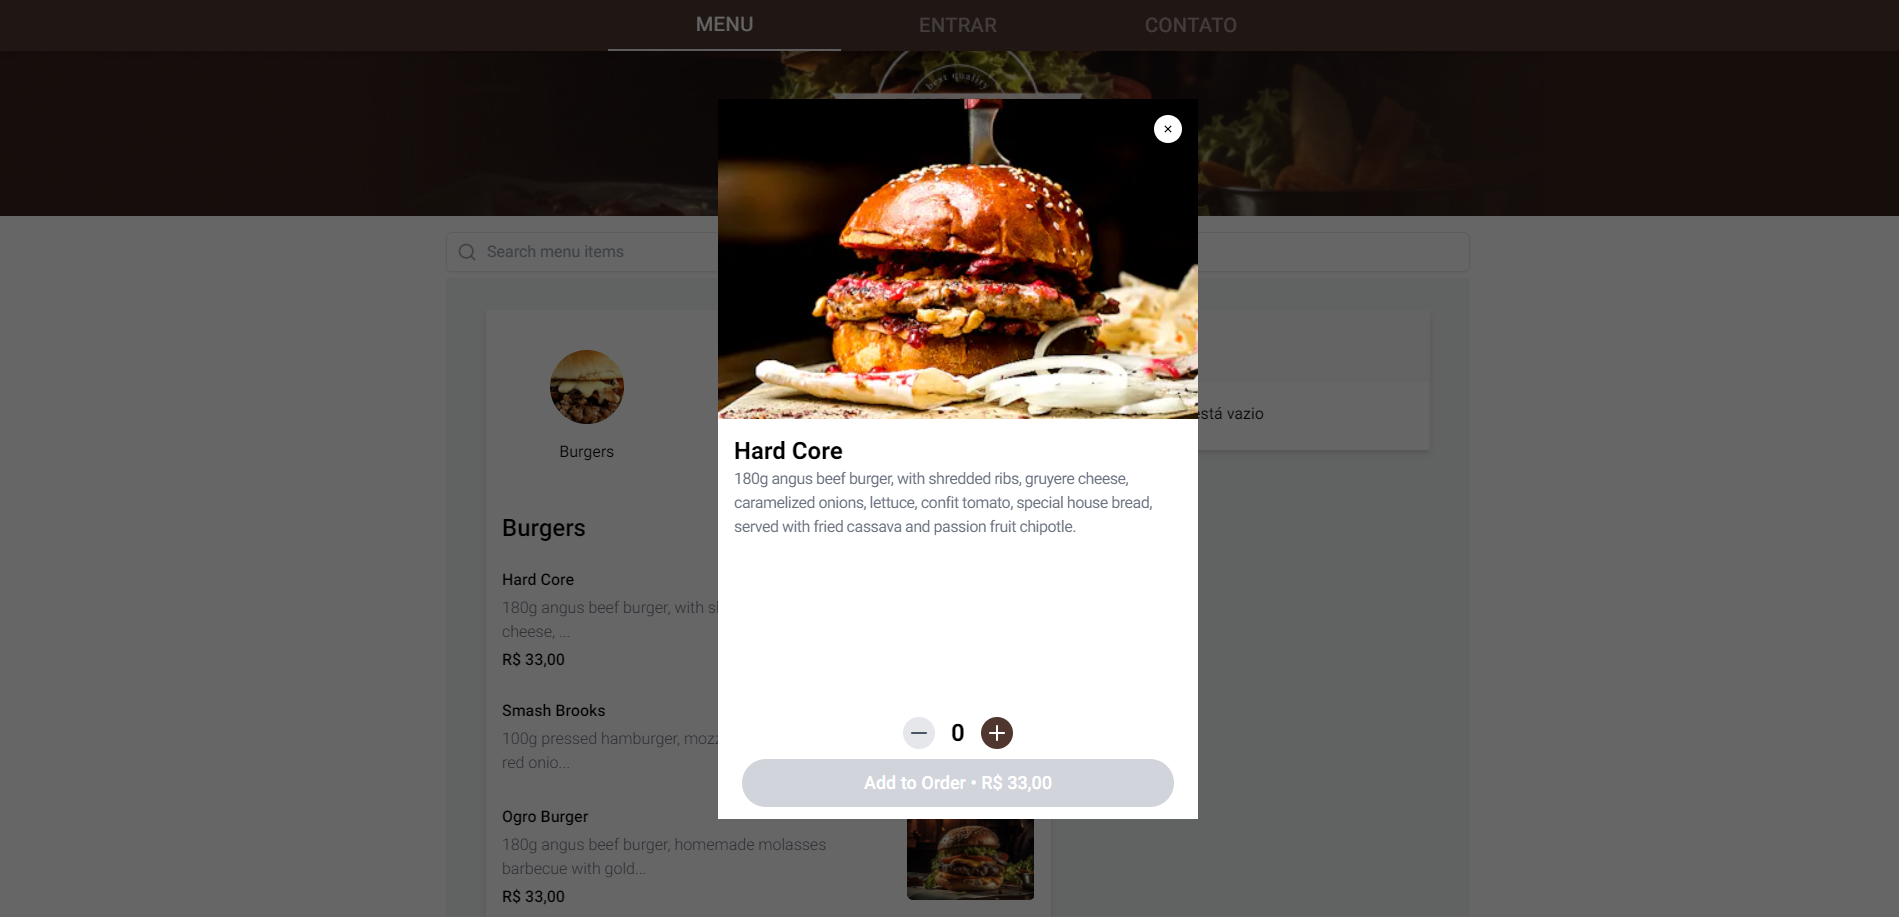 MENU
ENTRAR
CONTATO
best quality
Search menu items
Burgers
está vazio
Burgers
Hard Core
180g angus beef burger, with
cheese, ...
R$ 33,00
Smash Brooks
100g pressed hamburger,
red onio...
Ogro Burger
180g angus beef burger, homemade molasses
barbecue with gold...
R$ 33,00
×
Hard Core
180g angus beef burger, with shredded ribs, gruyere cheese,
caramelized onions, lettuce, confit tomato, special house bread,
served with fried cassava and passion fruit chipotle.
0
Add to Order • R$ 33,00